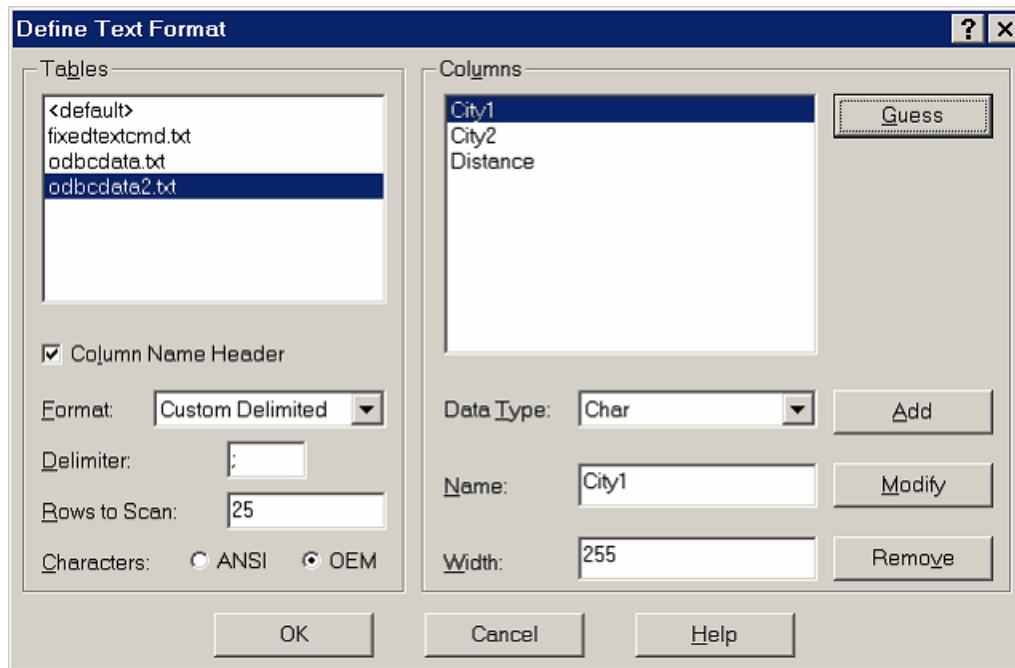 Define Text Format
Tables
<default>
fixedtextcmd.txt
odbcdata.txt
odbcdata2.txt
Column Name Header
Format: Custom Delimited
Delimiter: ;
Rows to Scan: 25
Characters: ANSI OEM
Columns
City1
City2
Distance
Guess
Data Type: Char
Add
Name: City1
Modify
Width: 255
Remove
OK Cancel Help